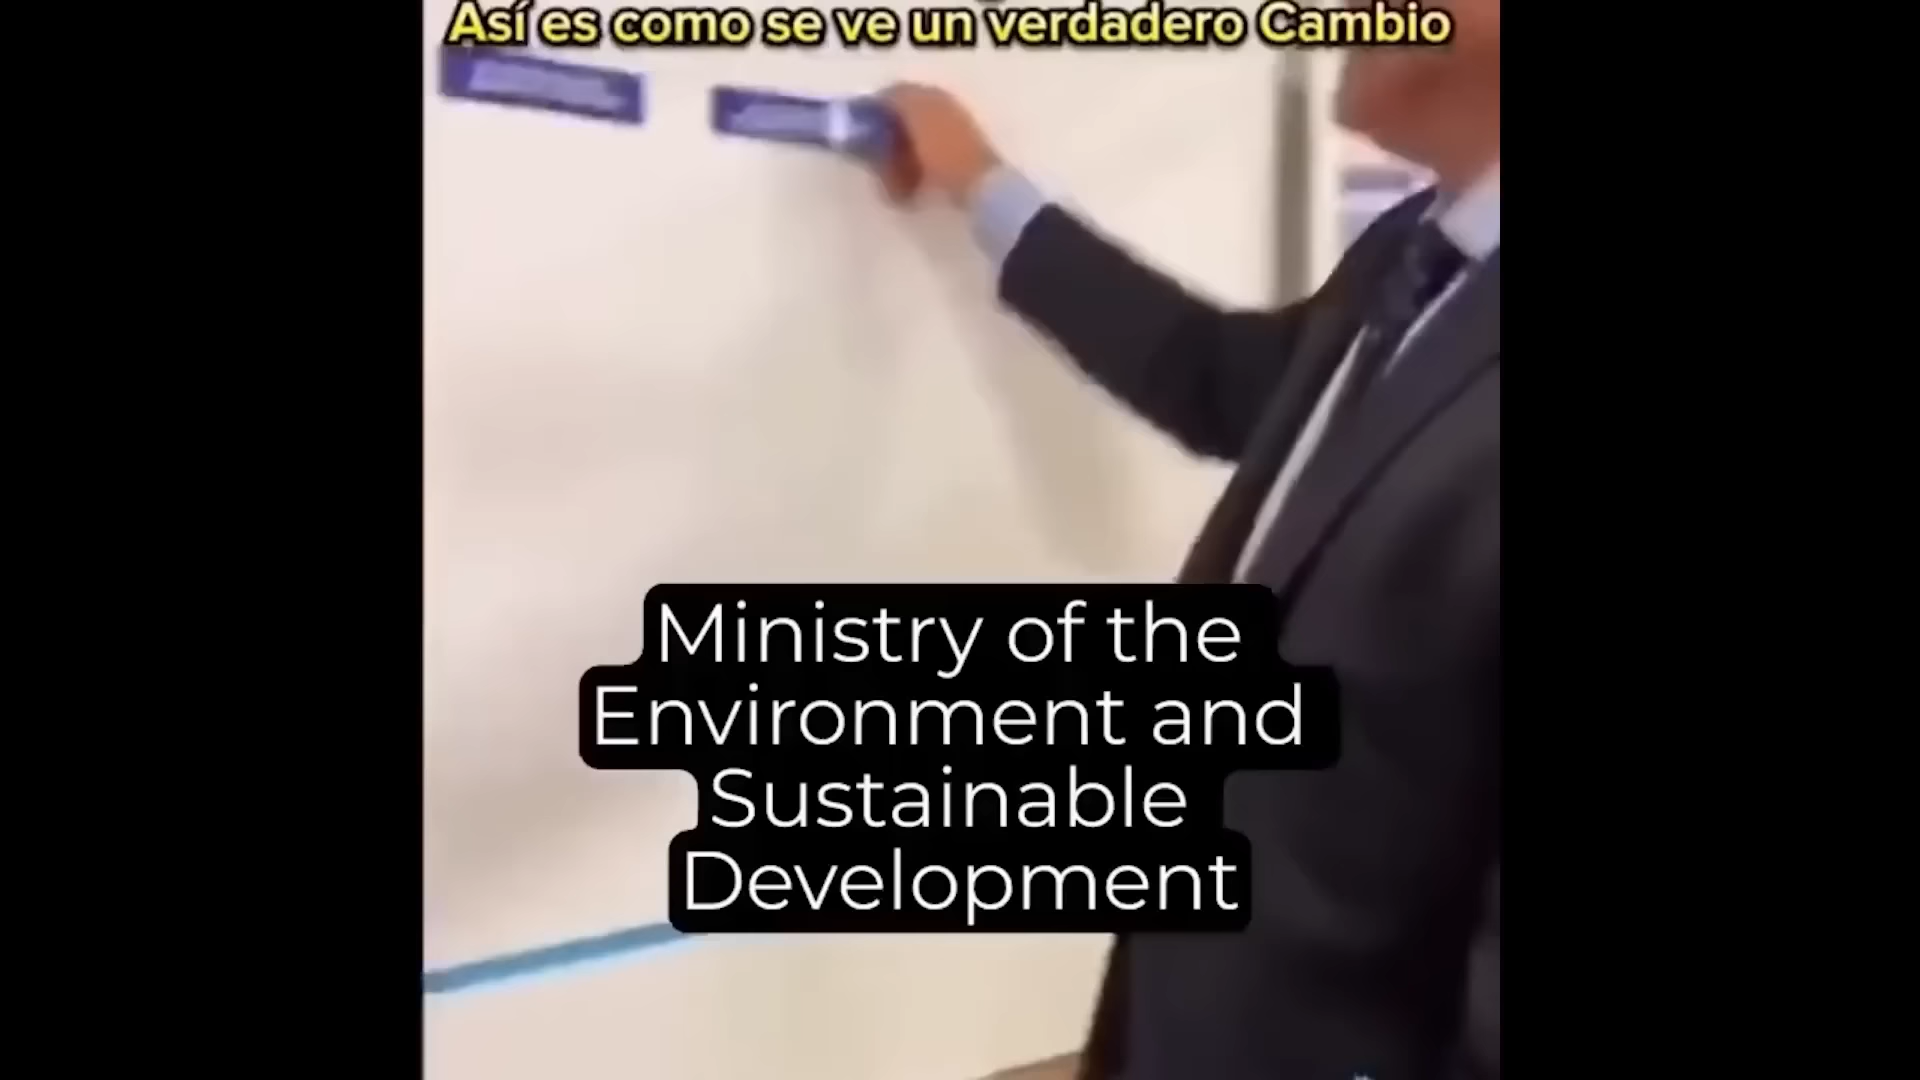 Así es como se ve un verdadero Cambio
Ministry of the
Environment and
Sustainable
Development